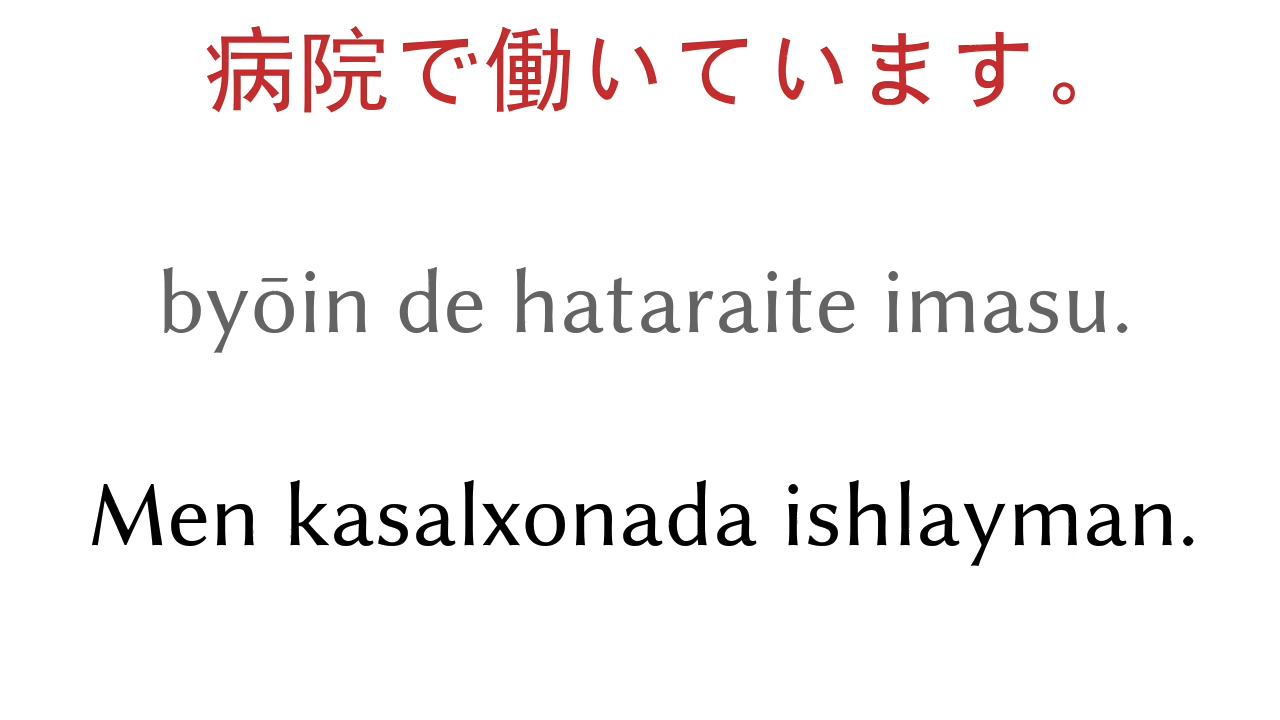 病院で働いています。
byōin de hataraite imasu.
Men kasalxonada ishlayman.